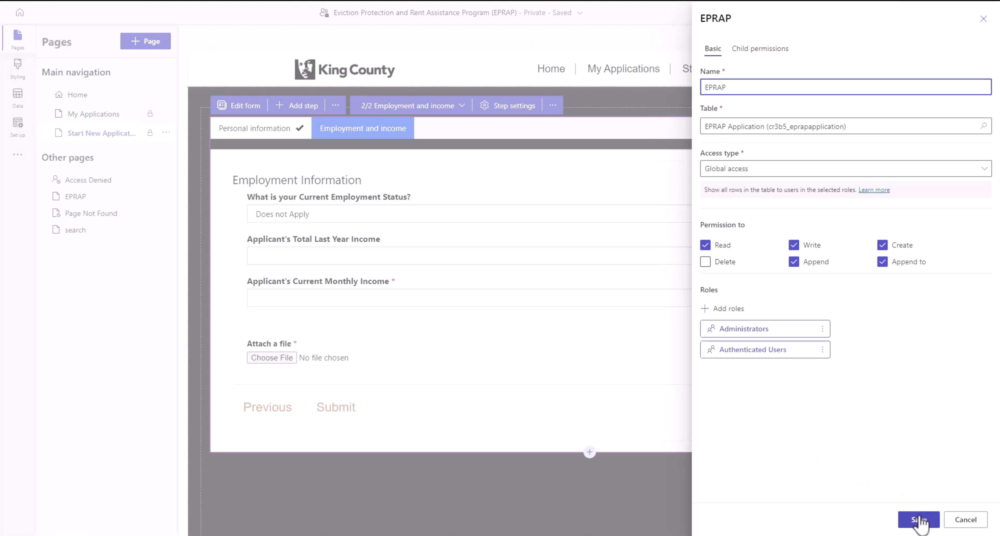 Eviction Protection and Rent Assistance Program (EPRAP) - Private - Saved
Pages
Styling
Data
Set up
Pages
+ Page
Main navigation
Home
My Applications
Start New Applicat...
Other pages
Access Denied
EPRAP
Page Not Found
search
King County
Home | My Applications | St
Edit form
Add step
2/2 Employment and income
Step settings
Personal information
Employment and income
Employment Information
What is your Current Employment Status?
Does not Apply
Applicant's Total Last Year Income
Applicant's Current Monthly Income *
Attach a file *
Choose File No file chosen
Previous Submit
EPRAP
Basic Child permissions
Name *
EPRAP
Table *
EPRAP Application (cr3b5_eprapapplication)
Access type *
Global access
Show all rows in the table to users in the selected roles. Learn more
Permission to
Read Write Create
Delete Append Append to
Roles
+ Add roles
Administrators
Authenticated Users
Cancel